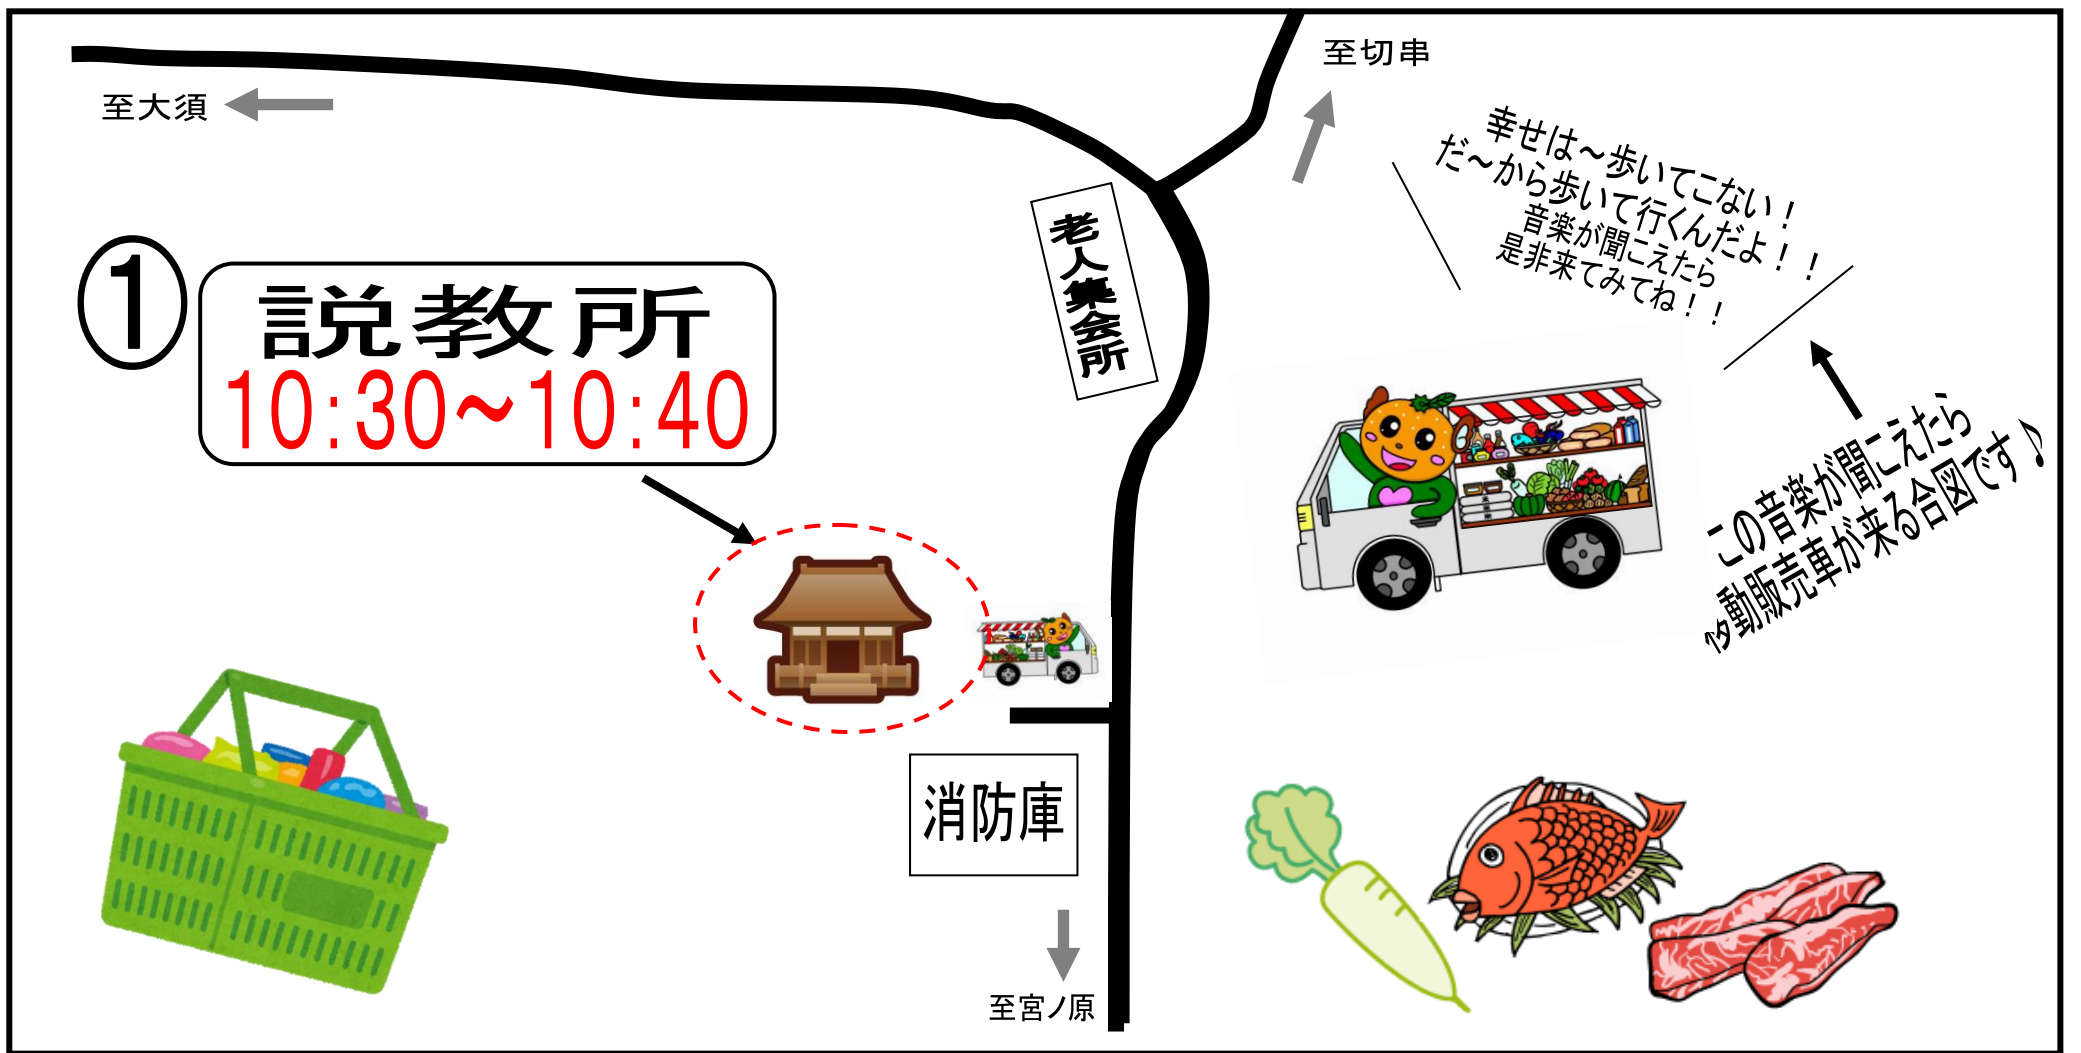 至大須
至切串
①
説教所
10:30～10:40
老人集会所
幸せは～歩いてこない！
だ～から歩いて行くんだよ！！
音楽が聞こえたら
是非来てみてね！！
この音楽が聞こえたら
移動販売車が来る合図です♪
消防庫
至宮ノ原